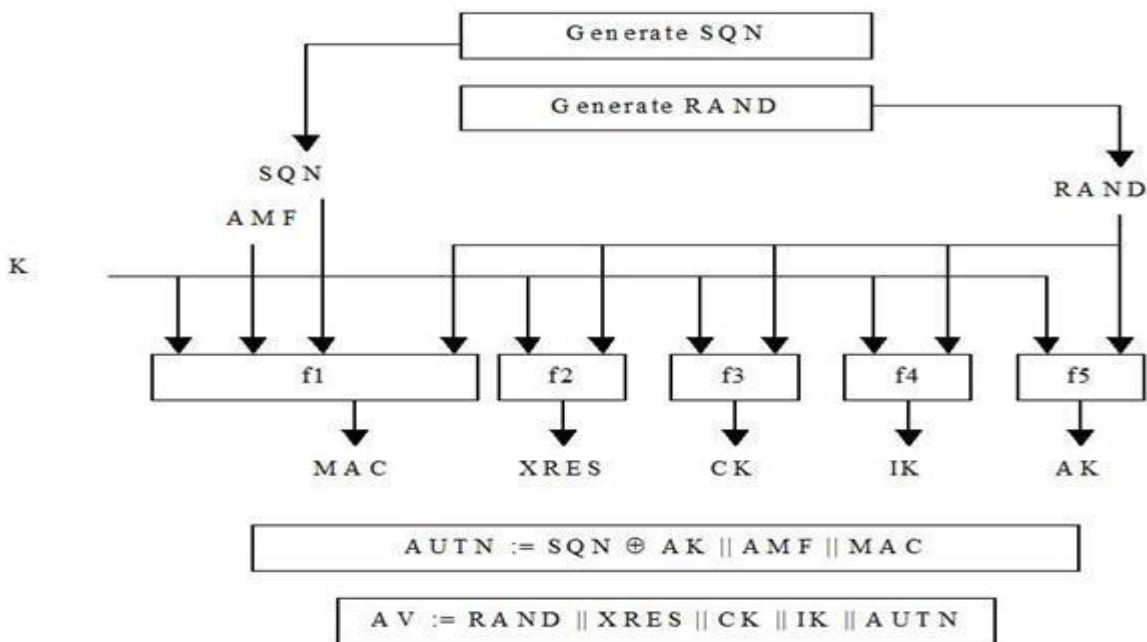 Generate SQN
Generate RAND
SQN
RAND
AMF
K
f1 f2 f3 f4 f5
MAC XRES CK IK AK
AUTN := SQN ⊕ AK || AMF || MAC
AV := RAND || XRES || CK || IK || AUTN